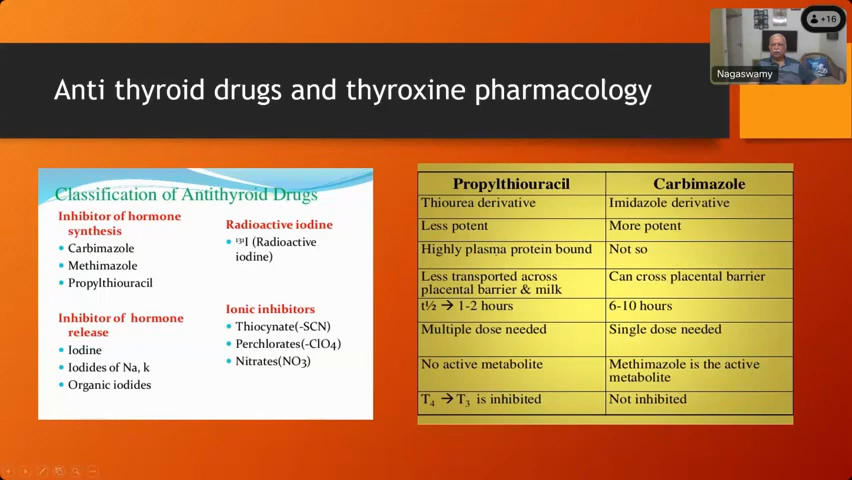 +16
Nagaswamy
Anti thyroid drugs and thyroxine pharmacology
Classification of Antithyroid Drugs
Inhibitor of hormone
synthesis
• Carbimazole
• Methimazole
• Propylthiouracil
Inhibitor of hormone
release
• Iodine
• Iodides of Na, k
• Organic iodides
Radioactive iodine
• ¹³¹I (Radioactive
iodine)
Ionic inhibitors
• Thiocynate(-SCN)
• Perchlorates(-ClO4)
• Nitrates(NO3)
Propylthiouracil Carbimazole
Thiourea derivative Imidazole derivative
Less potent More potent
Highly plasma protein bound Not so
Less transported across Can cross placental barrier
placental barrier & milk
t½ → 1-2 hours 6-10 hours
Multiple dose needed Single dose needed
No active metabolite Methimazole is the active
metabolite
T₄ → T₃ is inhibited Not inhibited